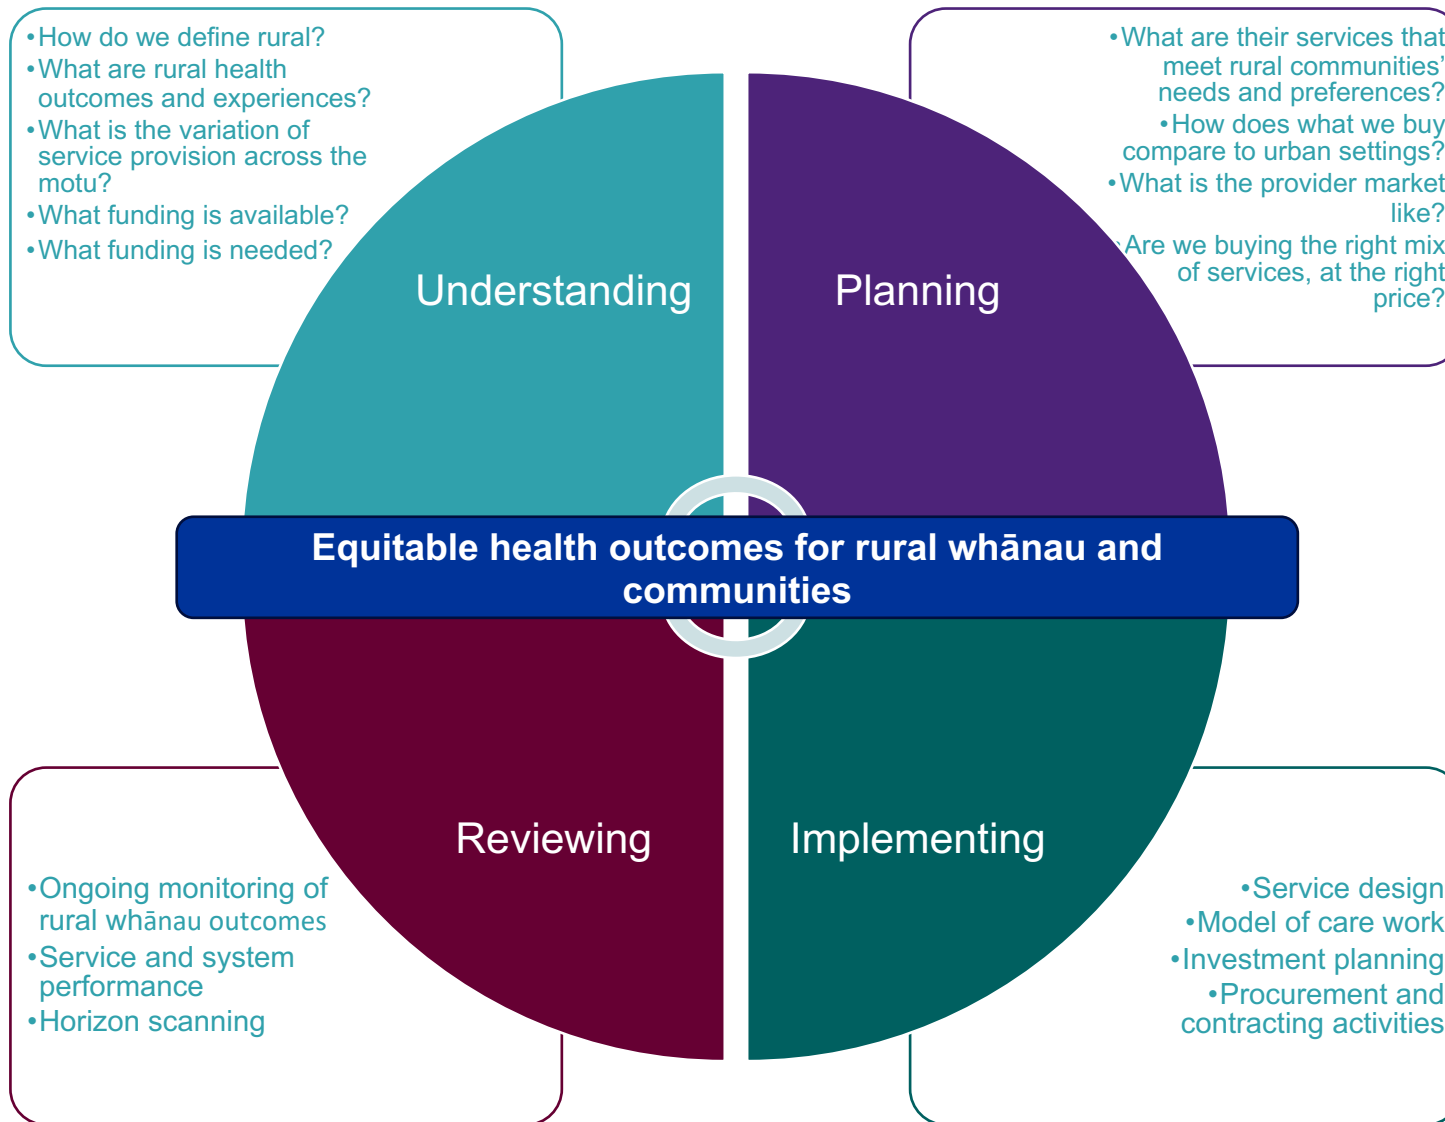 •How do we define rural?
•What are rural health
outcomes and experiences?
•What is the variation of
service provision across the
motu?
•What funding is available?
•What funding is needed?
•What are their services that
meet rural communities’
needs and preferences?
•How does what we buy
compare to urban settings?
•What is the provider market
like?
•Are we buying the right mix
of services, at the right
price?
Understanding
Planning
Equitable health outcomes for rural whānau and
communities
Reviewing
Implementing
•Ongoing monitoring of
rural whānau outcomes
•Service and system
performance
•Horizon scanning
•Service design
•Model of care work
•Investment planning
•Procurement and
contracting activities